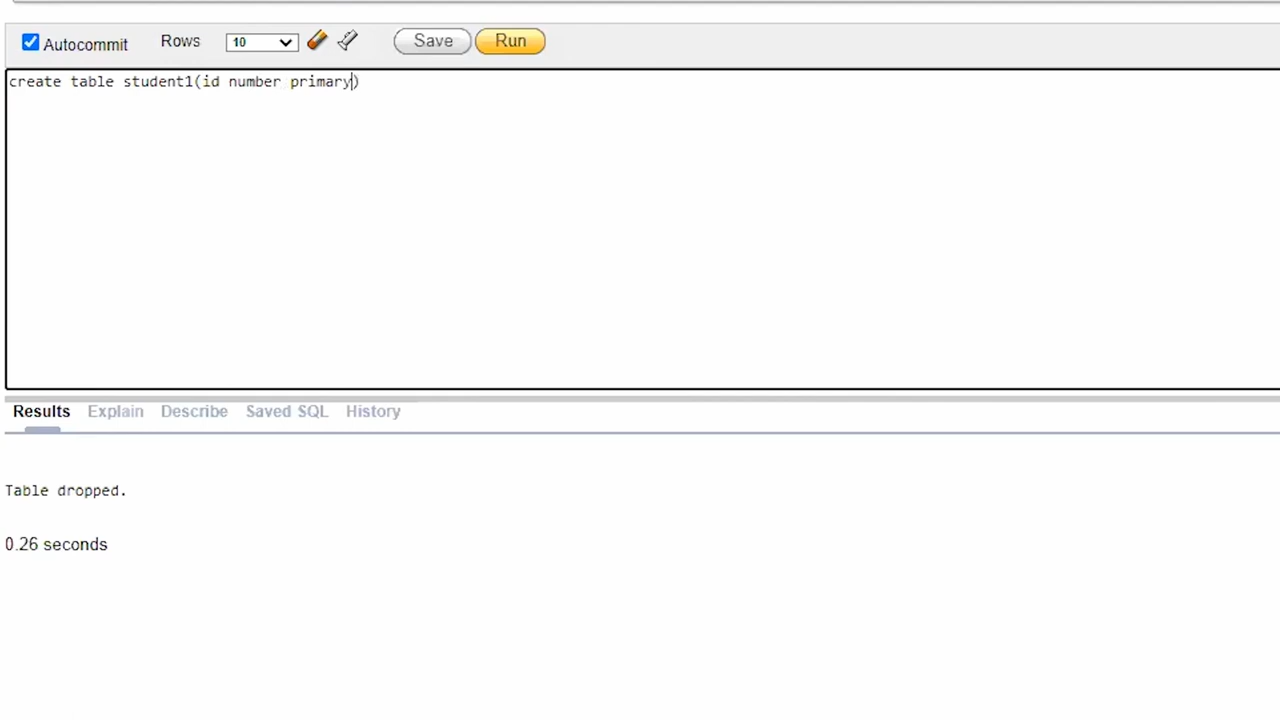 Autocommit Rows 10 Save Run
create table student1(id number primary)
Results Explain Describe Saved SQL History
Table dropped.
0.26 seconds